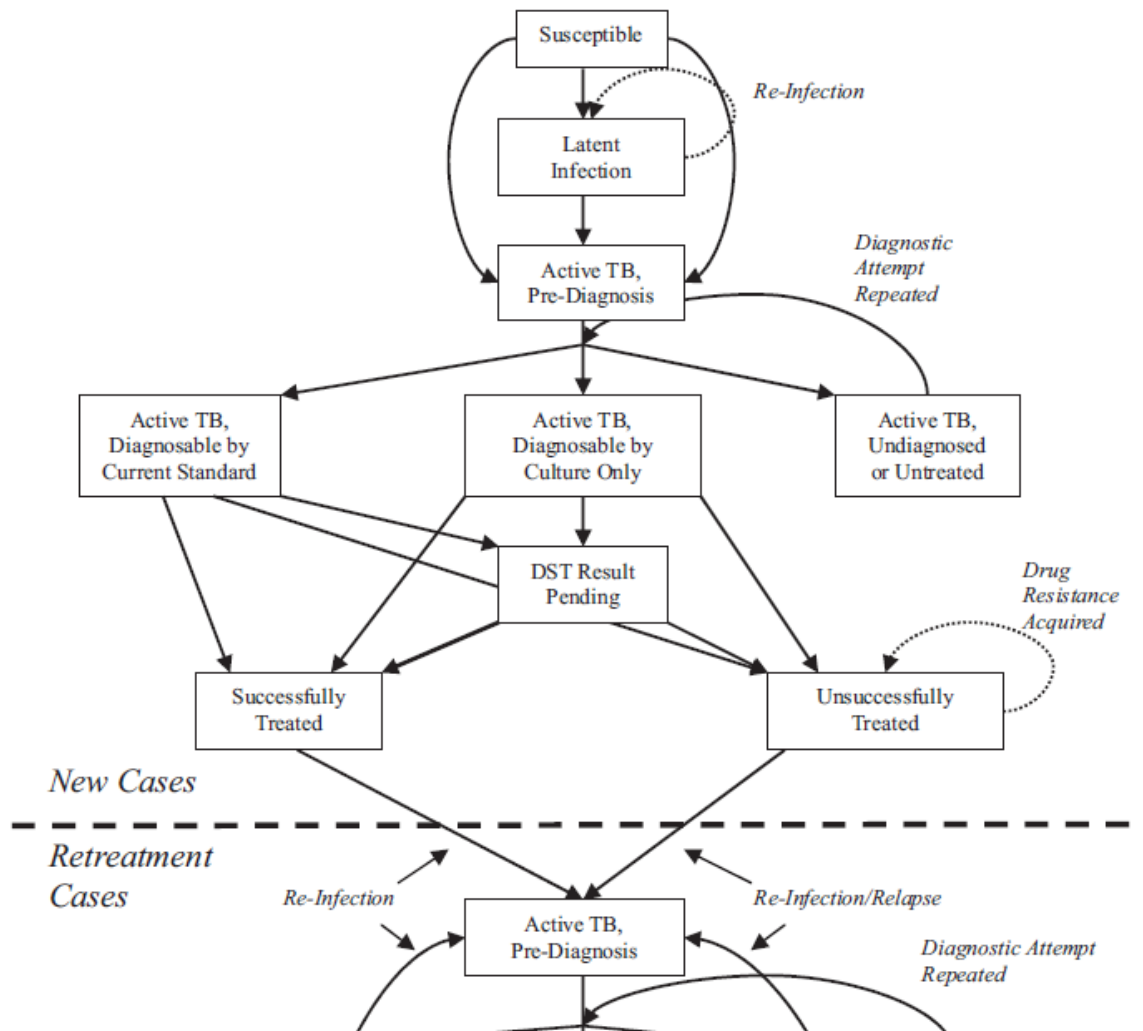 Susceptible
Re-Infection
Latent
Infection
Diagnostic
Attempt
Repeated
Active TB,
Pre-Diagnosis
Active TB,
Diagnosable by
Current Standard
Active TB,
Diagnosable by
Culture Only
Active TB,
Undiagnosed
or Untreated
DST Result
Pending
Drug
Resistance
Acquired
Successfully
Treated
Unsuccessfully
Treated
New Cases
Retreatment
Cases
Re-Infection
Re-Infection/Relapse
Active TB,
Pre-Diagnosis
Diagnostic Attempt
Repeated